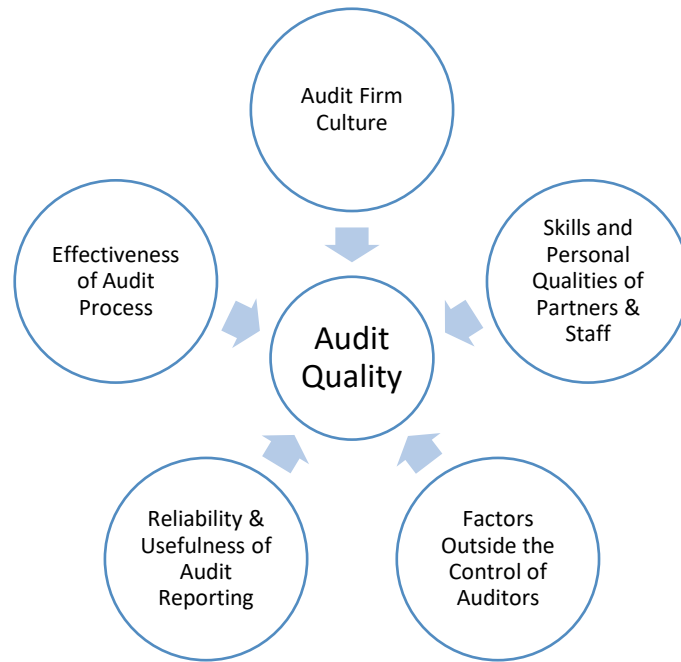 Audit Firm
Culture
Effectiveness
of Audit
Process
Skills and
Personal
Qualities of
Partners &
Staff
Audit
Quality
Reliability &
Usefulness of
Audit
Reporting
Factors
Outside the
Control of
Auditors